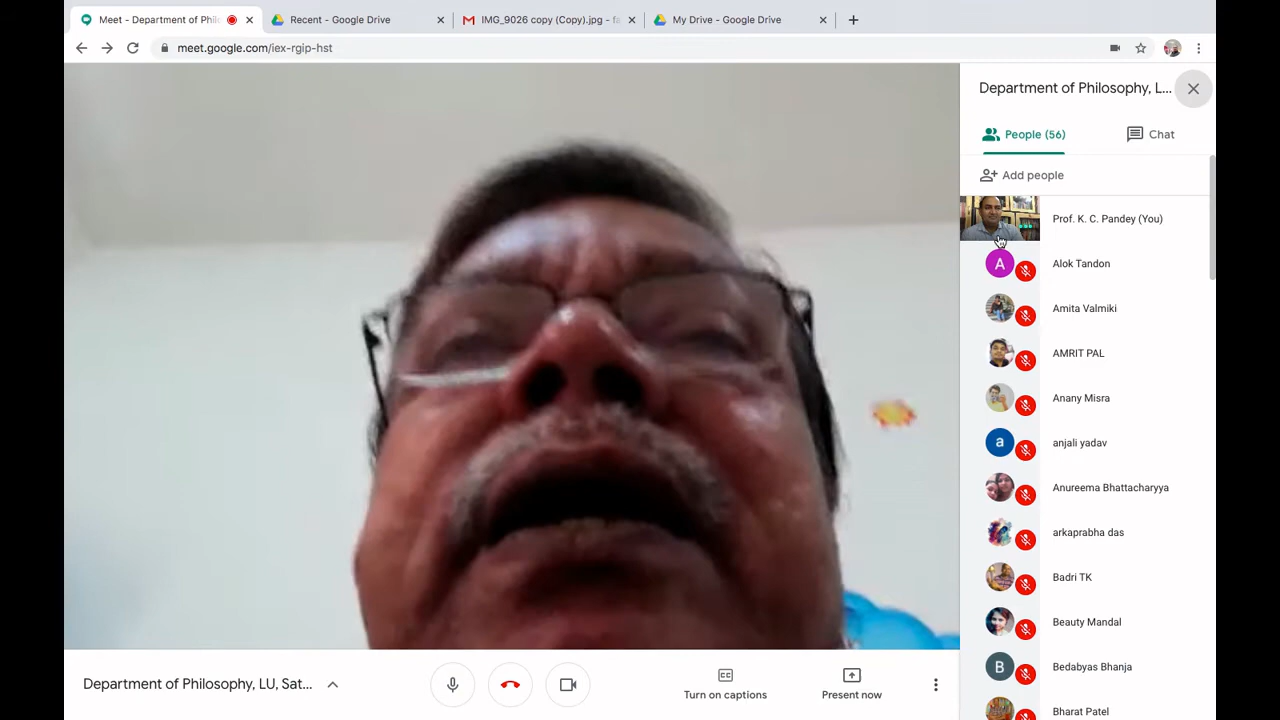 Meet - Department of Phil
Recent - Google Drive
IMG_9026 copy (Copy).jpg - fa
My Drive - Google Drive
meet.google.com/iex-rgip-hst
Department of Philosophy, L...
People (56)
Chat
Add people
Prof. K. C. Pandey (You)
A
Alok Tandon
Amita Valmiki
AMRIT PAL
Anany Misra
a
anjali yadav
Anureema Bhattacharyya
arkaprabha das
Badri TK
Beauty Mandal
B
Bedabyas Bhanja
Bharat Patel
Department of Philosophy, LU, Sat...
CC
Turn on captions
Present now